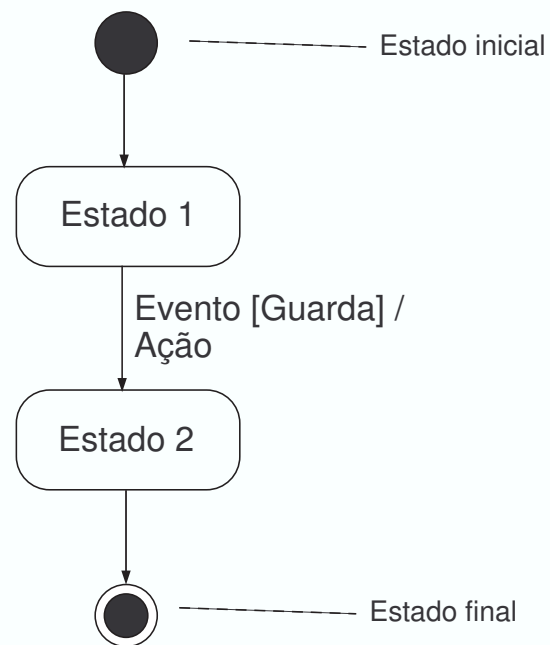 Estado inicial
Estado 1
Evento [Guarda] /
Ação
Estado 2
Estado final